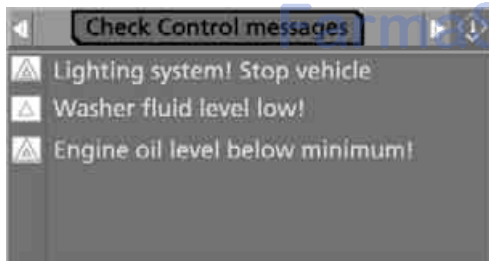 Check Control messages
Lighting system! Stop vehicle
Washer fluid level low!
Engine oil level below minimum!